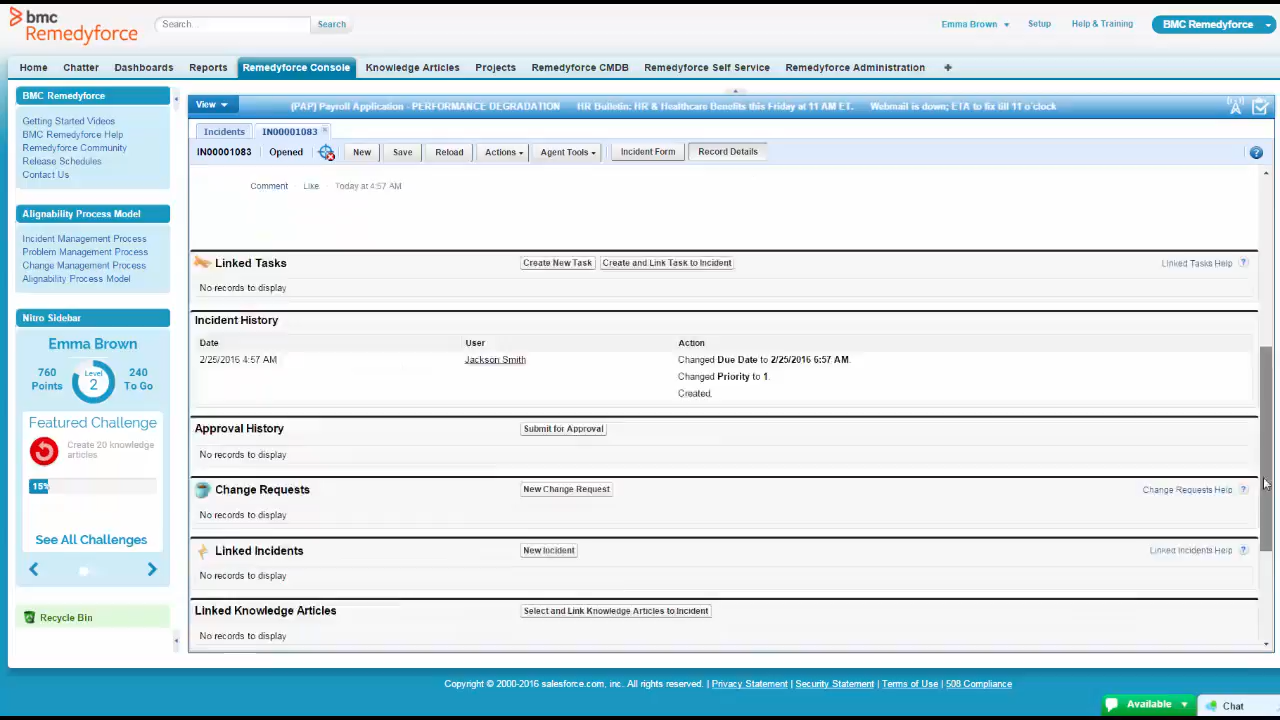 bmc
Remedyforce
Search...
Search
Emma Brown
Setup
Help & Training
BMC Remedyforce
Home
Chatter
Dashboards
Reports
Remedyforce Console
Knowledge Articles
Projects
Remedyforce CMDB
Remedyforce Self Service
Remedyforce Administration
+
BMC Remedyforce
Getting Started Videos
BMC Remedyforce Help
Remedyforce Community
Release Schedules
Contact Us
Alignability Process Model
Incident Management Process
Problem Management Process
Change Management Process
Alignability Process Model
Nitro Sidebar
Emma Brown
760
Points
Level
2
240
To Go
Featured Challenge
Create 20 knowledge
articles
15%
See All Challenges
Recycle Bin
View
(PAP) Payroll Application - PERFORMANCE DEGRADATION
HR Bulletin: HR & Healthcare Benefits this Friday at 11 AM ET.
Webmail is down; ETA to fix till 11 o'clock
Incidents
IN00001083
IN00001083
Opened
New
Save
Reload
Actions
Agent Tools
Incident Form
Record Details
?
Comment
Like
Today at 4:57 AM
Linked Tasks
Create New Task
Create and Link Task to Incident
Linked Tasks Help
?
No records to display
Incident History
Date
User
Action
2/25/2016 4:57 AM
Jackson Smith
Changed Due Date to 2/25/2016 6:57 AM.
Changed Priority to 1.
Created.
Approval History
Submit for Approval
No records to display
Change Requests
New Change Request
Change Requests Help
?
No records to display
Linked Incidents
New Incident
Linked Incidents Help
?
No records to display
Linked Knowledge Articles
Select and Link Knowledge Articles to Incident
No records to display
Copyright © 2000-2016 salesforce.com, inc. All rights reserved. | Privacy Statement | Security Statement | Terms of Use | 508 Compliance
Available
Chat